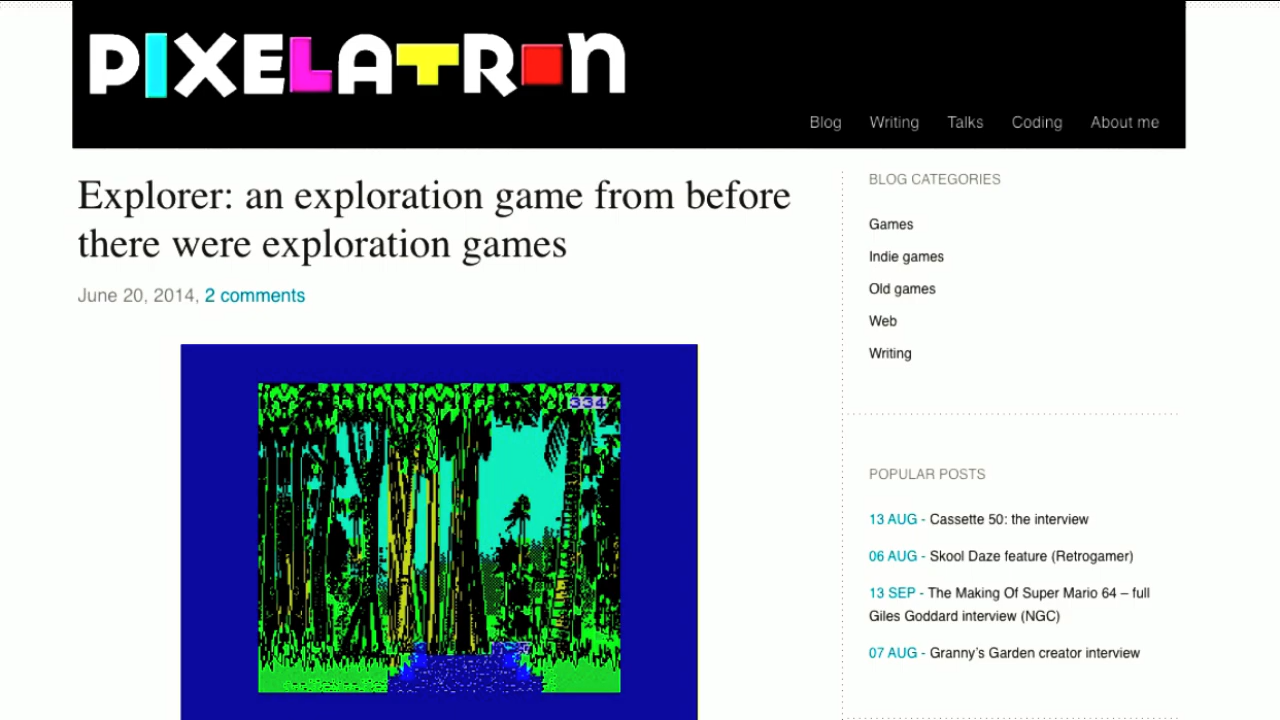 PIXELATRON
Blog Writing Talks Coding About me
Explorer: an exploration game from before
there were exploration games
June 20, 2014, 2 comments
334
BLOG CATEGORIES
Games
Indie games
Old games
Web
Writing
POPULAR POSTS
13 AUG - Cassette 50: the interview
06 AUG - Skool Daze feature (Retrogamer)
13 SEP - The Making Of Super Mario 64 – full
Giles Goddard interview (NGC)
07 AUG - Granny's Garden creator interview